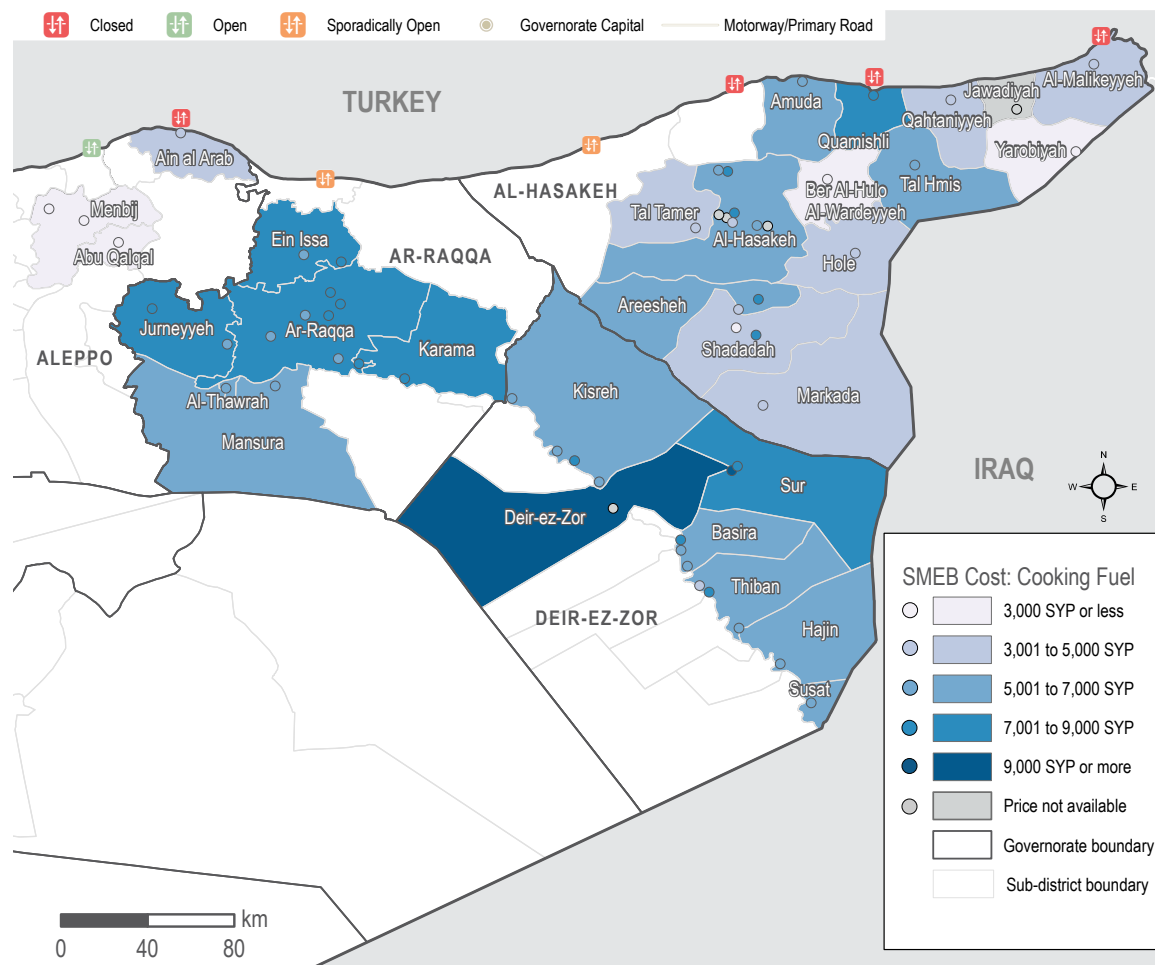 Closed
Open
Sporadically Open
Governorate Capital
Motorway/Primary Road
TURKEY
Al-Malikeyyeh
Jawadiyah
Amuda
Qahtaniyyeh
Quamishli
Yarobiyah
Ain al Arab
AL-HASAKEH
Ber Al-Hulo
Al-Wardeyyeh
Tal Hmis
Menbij
Tal Tamer
Ein Issa
Al-Hasakeh
Abu Qalqal
AR-RAQQA
Hole
Areesheh
Jurneyyeh
Ar-Raqqa
Karama
Shadadah
ALEPPO
Kisreh
Markada
Al-Thawrah
Mansura
IRAQ
N
W
E
S
Sur
Deir-ez-Zor
Basira
Thiban
DEIR-EZ-ZOR
Hajin
Susat
SMEB Cost: Cooking Fuel
3,000 SYP or less
3,001 to 5,000 SYP
5,001 to 7,000 SYP
7,001 to 9,000 SYP
9,000 SYP or more
Price not available
Governorate boundary
Sub-district boundary
km
0 40 80